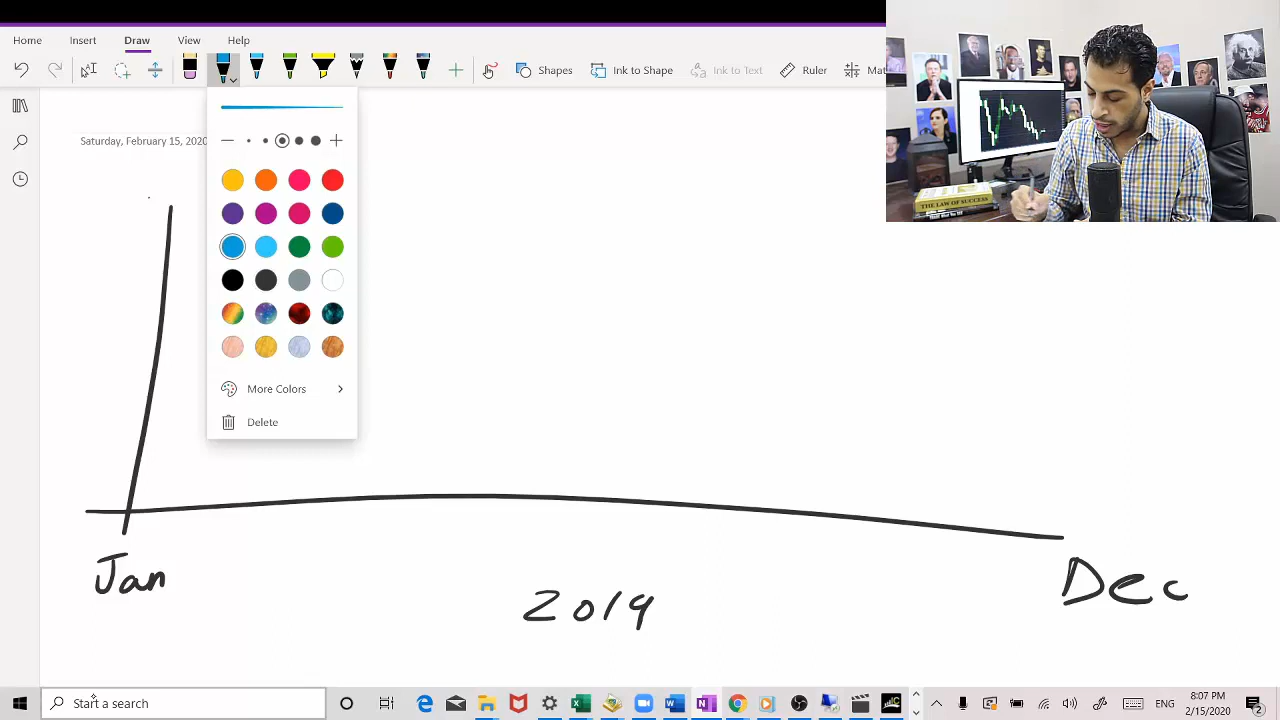 Home Insert Draw View Help
Shapes Ink to Shape Ink to Text Ruler
Saturday, February 15, 2020
THE LAW OF SUCCESS
More Colors
Delete
Jan
Dec
2019
Start a search
8:07 PM
2/15/2020